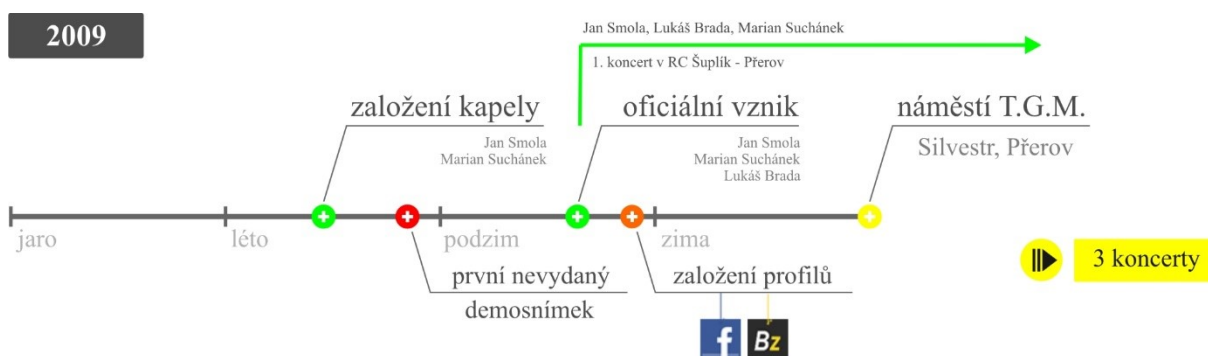 2009
Jan Smola, Lukáš Brada, Marian Suchánek
1. koncert v RC Šuplík - Přerov
založení kapely
Jan Smola
Marian Suchánek
oficiální vznik
Jan Smola
Marian Suchánek
Lukáš Brada
náměstí T.G.M.
Silvestr, Přerov
jaro
léto
podzim
zima
první nevydaný
demosnímek
založení profilů
f
Bz
3 koncerty